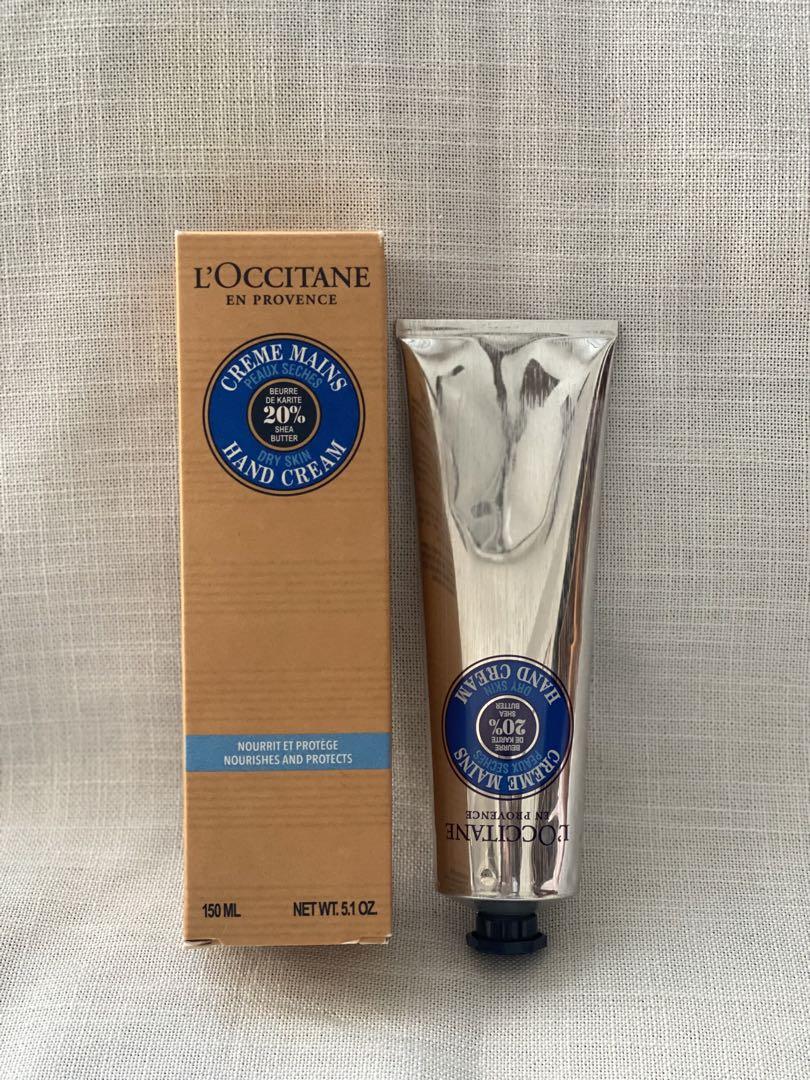 L'OCCITANE
EN PROVENCE
CREME MAINS
PEAUX SECHES
BEURRE
DE KARITE
20%
SHEA
BUTTER
DRY SKIN
HAND CREAM
NOURRIT ET PROTÈGE
NOURISHES AND PROTECTS
150 ML NET WT. 5.1 OZ.
L'OCCITANE
EN PROVENCE
CREME MAINS
PEAUX SECHES
BEURRE
DE KARITE
20%
SHEA
BUTTER
DRY SKIN
HAND CREAM